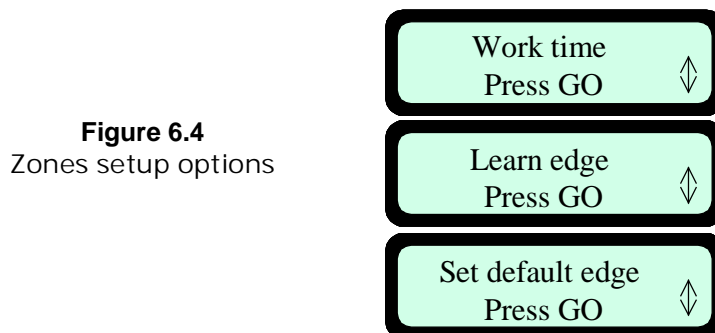 Figure 6.4
Zones setup options
Work time
Press GO
Learn edge
Press GO
Set default edge
Press GO